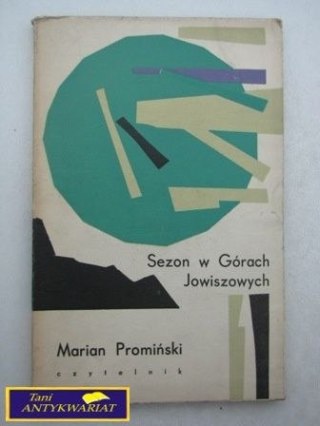 Sezon w Górach
Jowiszowych
Marian Promiński
czytelnik
Tani
ANTYKWARIAT